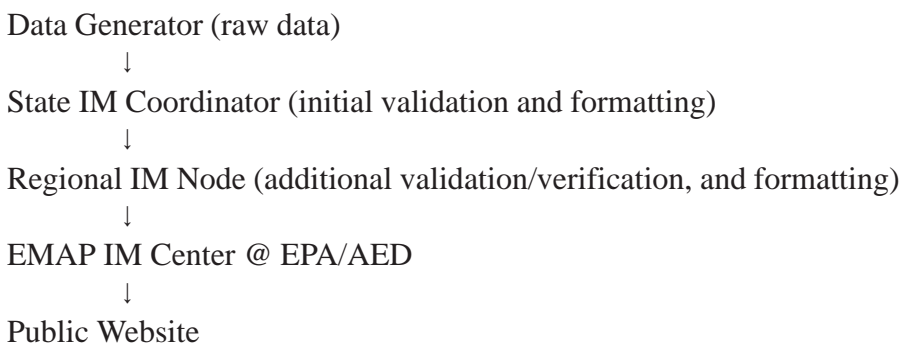 Data Generator (raw data)
↓
State IM Coordinator (initial validation and formatting)
↓
Regional IM Node (additional validation/verification, and formatting)
↓
EMAP IM Center @ EPA/AED
↓
Public Website